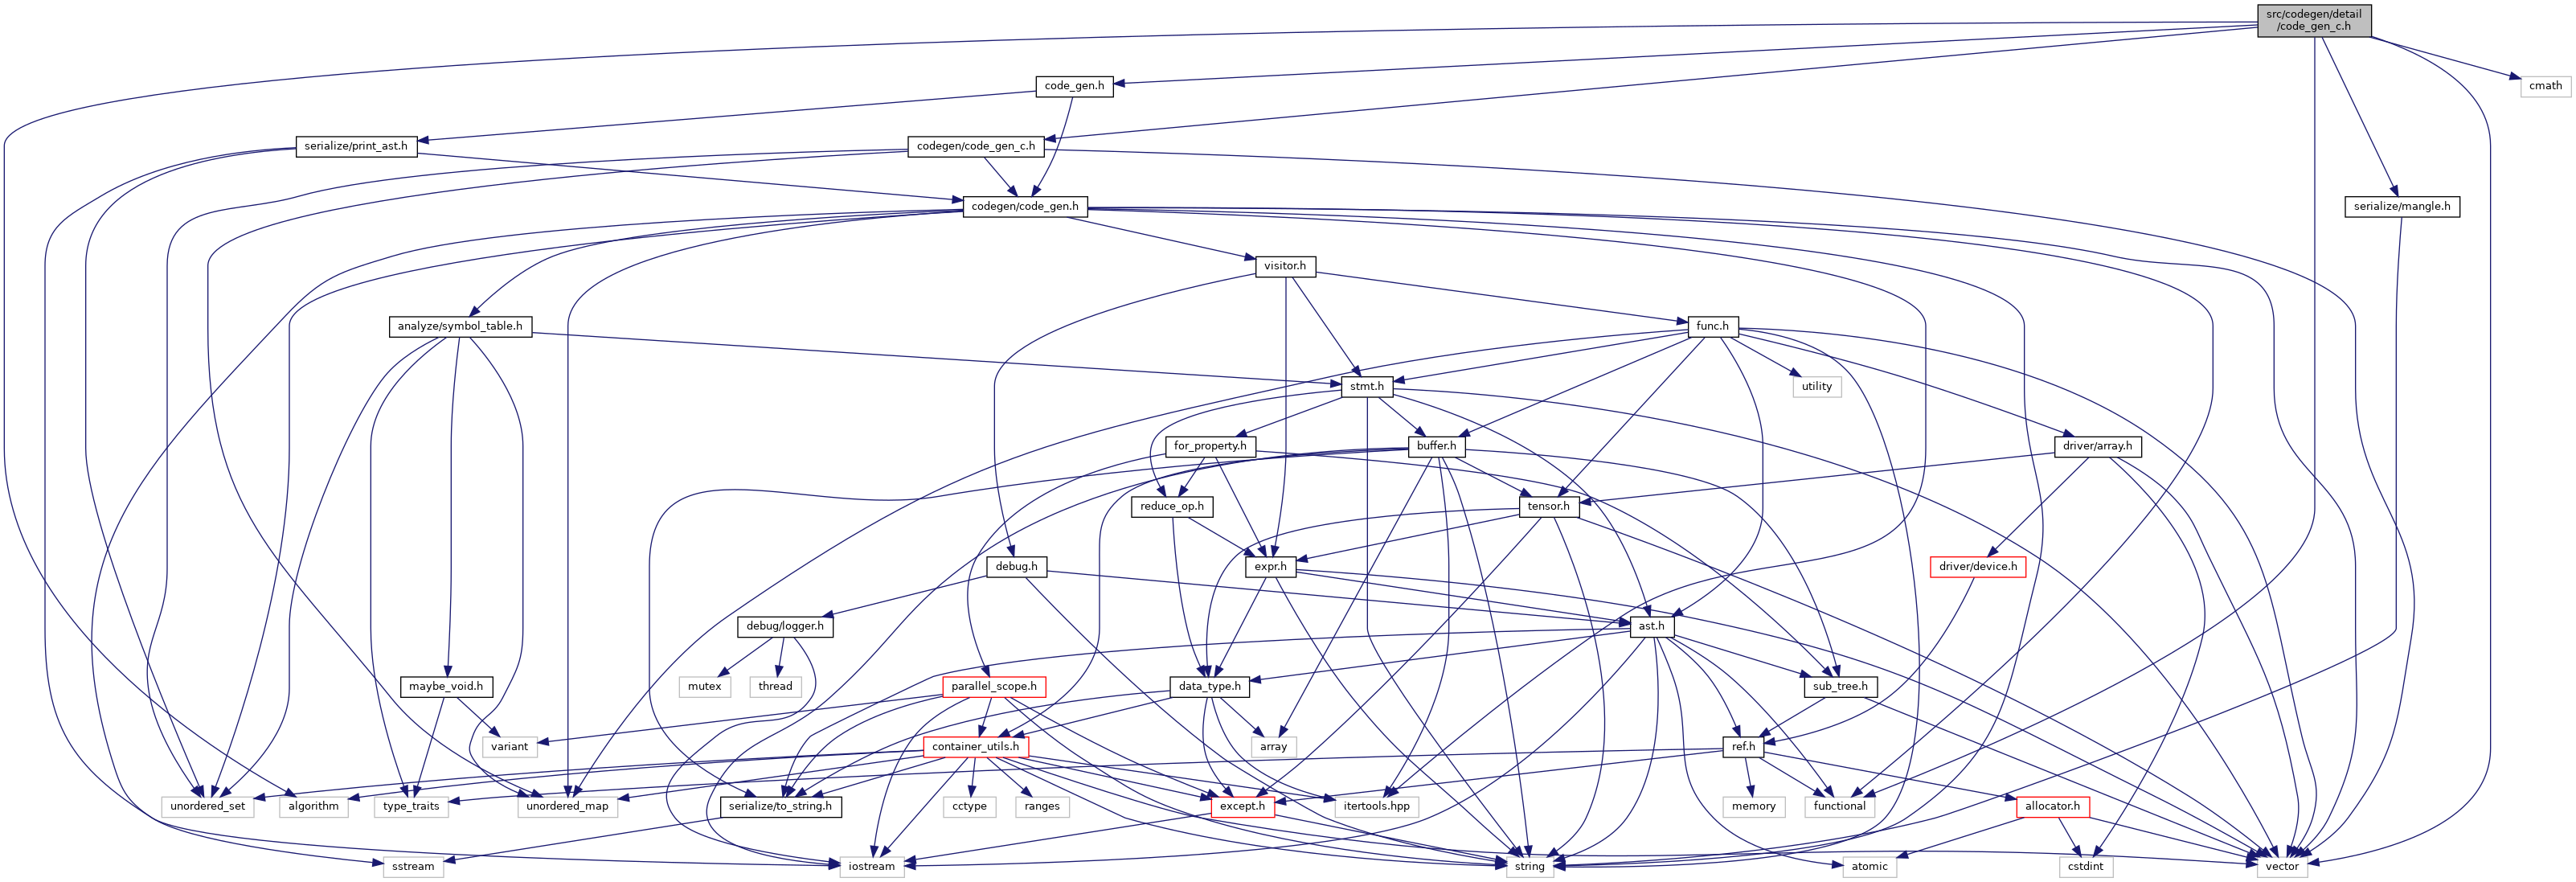 src/codegen/detail
/code_gen_c.h
code_gen.h
cmath
serialize/print_ast.h
codegen/code_gen_c.h
codegen/code_gen.h
serialize/mangle.h
visitor.h
analyze/symbol_table.h
func.h
stmt.h
utility
for_property.h
buffer.h
driver/array.h
reduce_op.h
tensor.h
debug.h
expr.h
driver/device.h
debug/logger.h
ast.h
maybe_void.h
mutex
thread
parallel_scope.h
data_type.h
sub_tree.h
variant
container_utils.h
array
ref.h
unordered_set
algorithm
type_traits
unordered_map
serialize/to_string.h
cctype
ranges
except.h
itertools.hpp
memory
functional
allocator.h
sstream
iostream
string
atomic
cstdint
vector